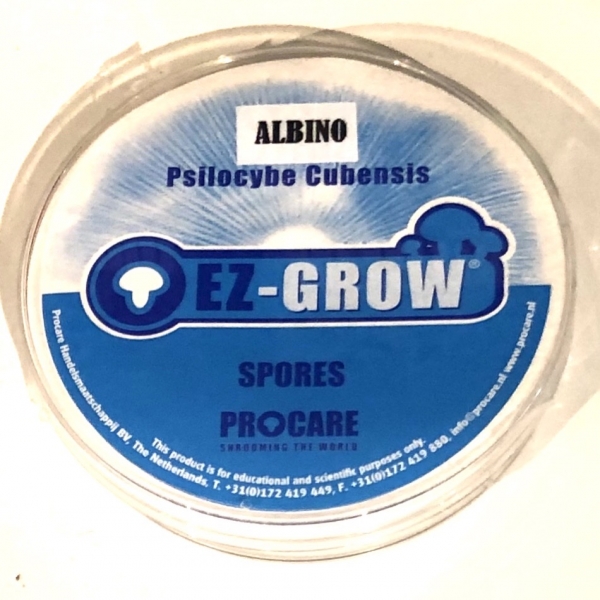 ALBINO
Psilocybe Cubensis
EZ-GROW®
SPORES
PROCARE
SHROOMING THE WORLD
This product is for educational and scientific purposes only.
Procare Handelsmaatschappij BV, The Netherlands. T. +31(0)172 419 449, F. +31(0)172 419 880, info@procare.nl www.procare.nl